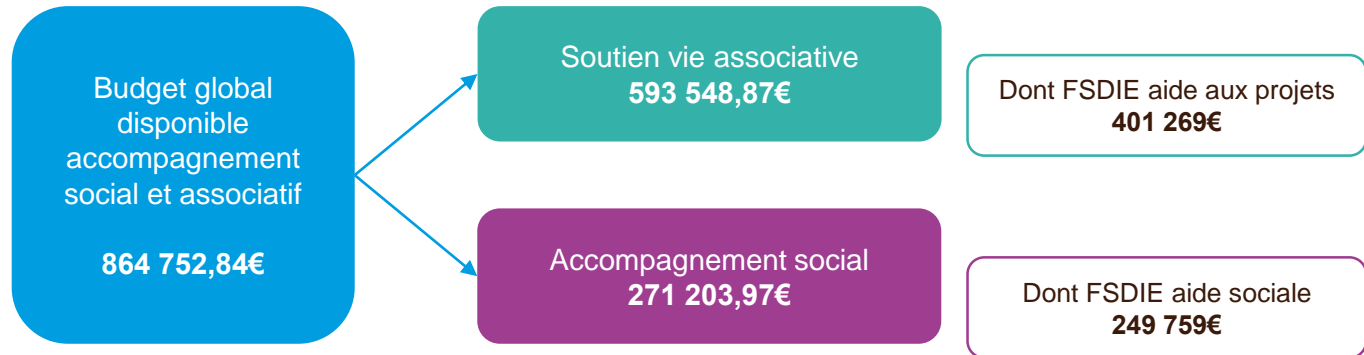 Budget global
disponible
accompagnement
social et associatif
864 752,84€
Soutien vie associative
593 548,87€
Dont FSDIE aide aux projets
401 269€
Accompagnement social
271 203,97€
Dont FSDIE aide sociale
249 759€